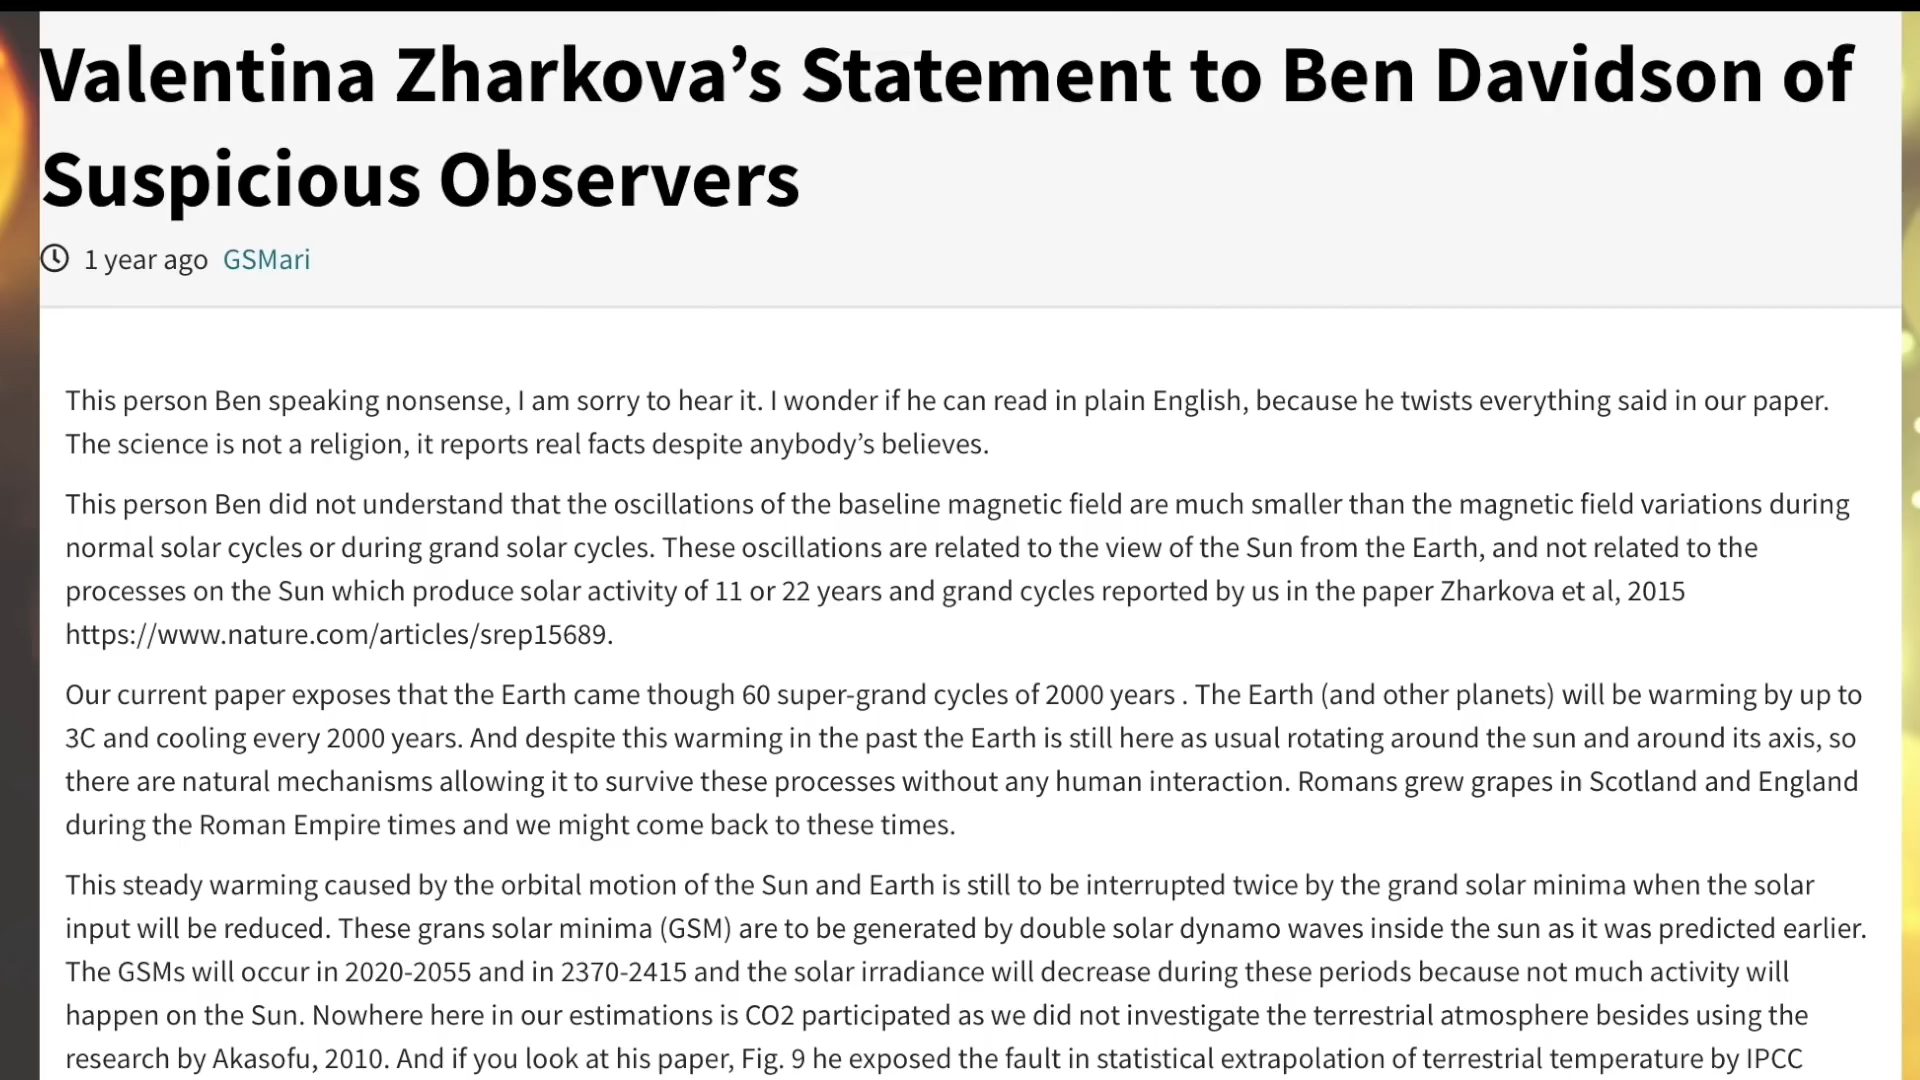 Valentina Zharkova’s Statement to Ben Davidson of
Suspicious Observers
1 year ago GSMari
This person Ben speaking nonsense, I am sorry to hear it. I wonder if he can read in plain English, because he twists everything said in our paper.
The science is not a religion, it reports real facts despite anybody’s believes.
This person Ben did not understand that the oscillations of the baseline magnetic field are much smaller than the magnetic field variations during
normal solar cycles or during grand solar cycles. These oscillations are related to the view of the Sun from the Earth, and not related to the
processes on the Sun which produce solar activity of 11 or 22 years and grand cycles reported by us in the paper Zharkova et al, 2015
https://www.nature.com/articles/srep15689.
Our current paper exposes that the Earth came though 60 super-grand cycles of 2000 years . The Earth (and other planets) will be warming by up to
3C and cooling every 2000 years. And despite this warming in the past the Earth is still here as usual rotating around the sun and around its axis, so
there are natural mechanisms allowing it to survive these processes without any human interaction. Romans grew grapes in Scotland and England
during the Roman Empire times and we might come back to these times.
This steady warming caused by the orbital motion of the Sun and Earth is still to be interrupted twice by the grand solar minima when the solar
input will be reduced. These grans solar minima (GSM) are to be generated by double solar dynamo waves inside the sun as it was predicted earlier.
The GSMs will occur in 2020-2055 and in 2370-2415 and the solar irradiance will decrease during these periods because not much activity will
happen on the Sun. Nowhere here in our estimations is CO2 participated as we did not investigate the terrestrial atmosphere besides using the
research by Akasofu, 2010. And if you look at his paper, Fig. 9 he exposed the fault in statistical extrapolation of terrestrial temperature by IPCC